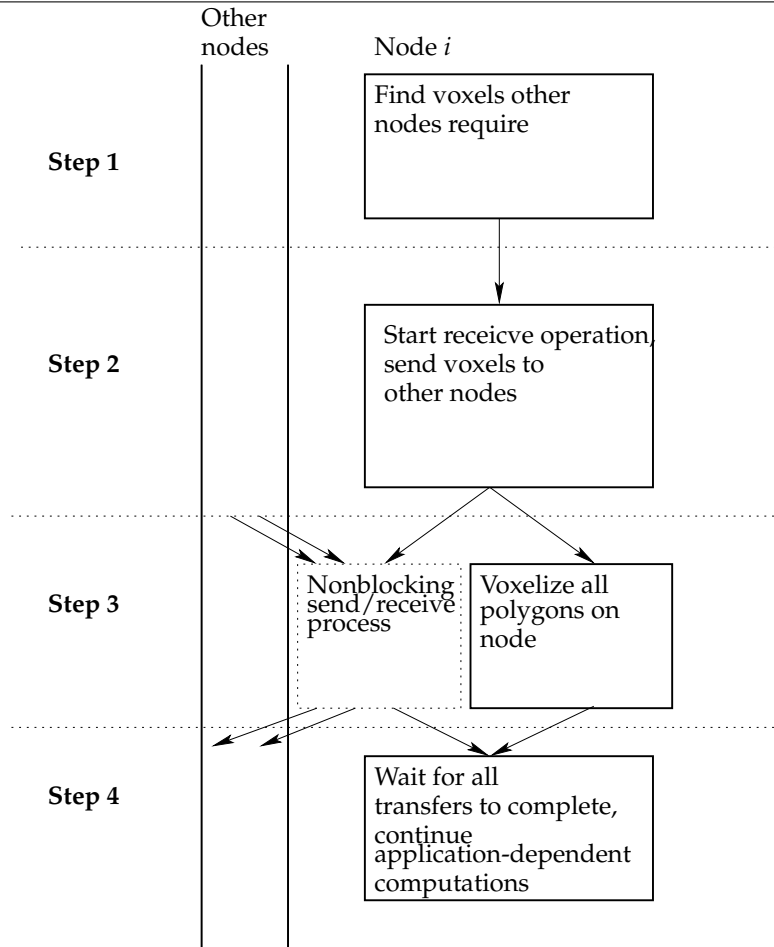 Other
nodes
Node i
Step 1
Find voxels other
nodes require
Step 2
Start receicve operation,
send voxels to
other nodes
Step 3
Nonblocking
send/receive
process
Voxelize all
polygons on
node
Step 4
Wait for all
transfers to complete,
continue
application-dependent
computations